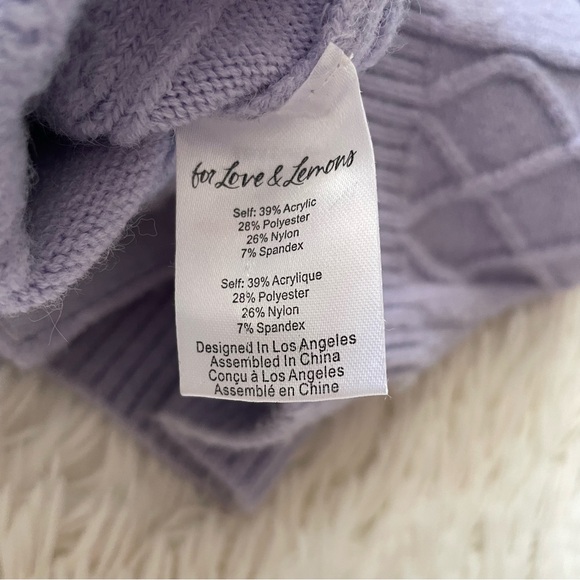 for Love & Lemons
Self: 39% Acrylic
28% Polyester
26% Nylon
7% Spandex
Self: 39% Acrylique
28% Polyester
26% Nylon
7% Spandex
Designed In Los Angeles
Assembled In China
Conçu à Los Angeles
Assemblé en Chine